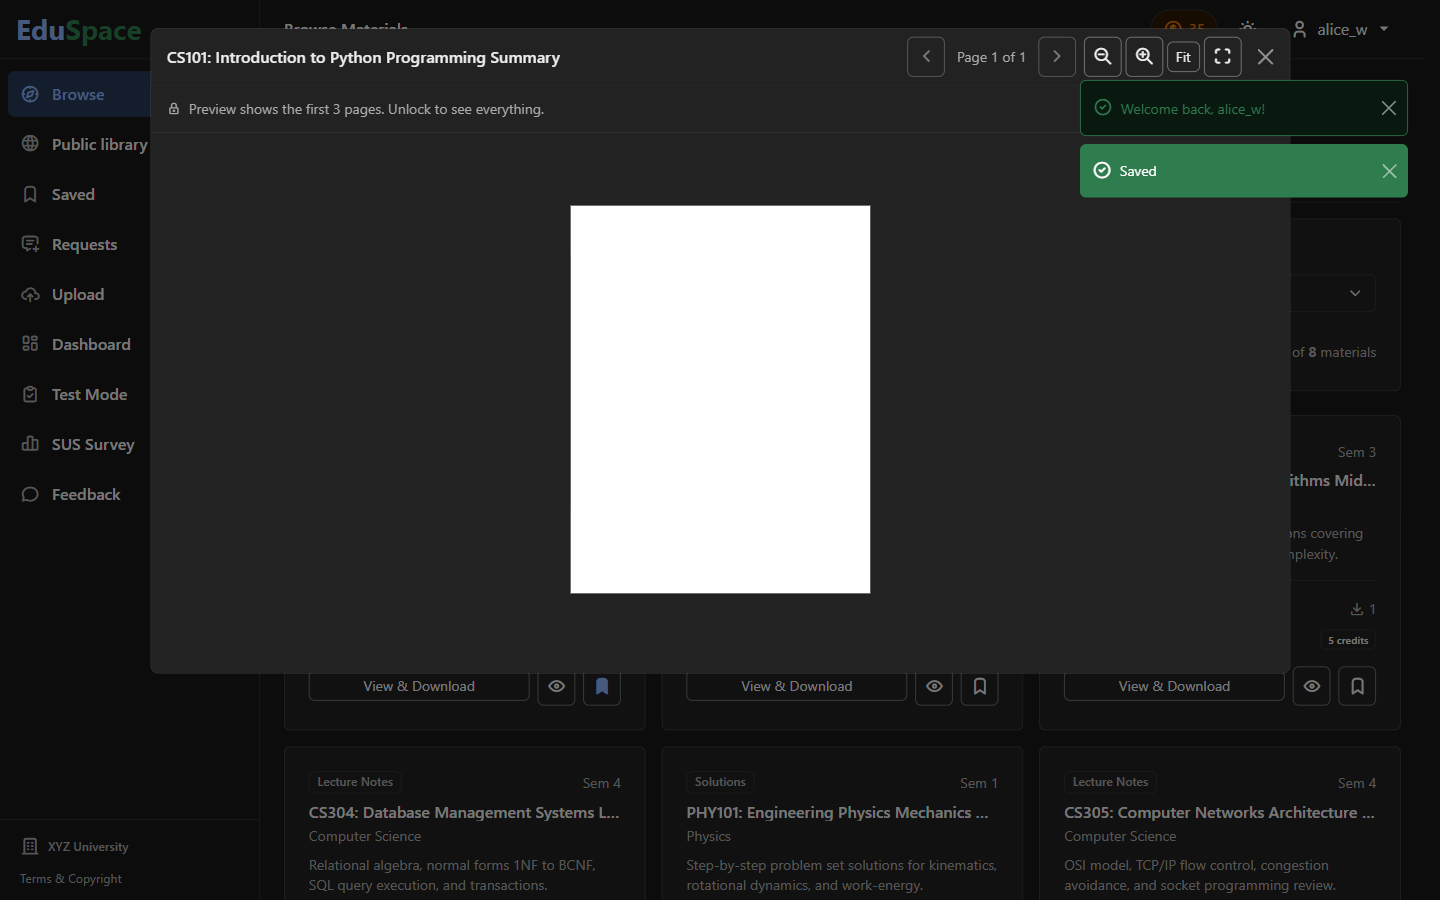 EduSpace
Browse Materials
35
alice_w
CS101: Introduction to Python Programming Summary
Page 1 of 1
Fit
Preview shows the first 3 pages. Unlock to see everything.
Welcome back, alice_w!
Saved
Browse
Public library
Saved
Requests
Upload
Dashboard
Test Mode
SUS Survey
Feedback
of 8 materials
Sem 3
ithms Mid...
ons covering
nplexity.
1
5 credits
View & Download
View & Download
View & Download
Lecture Notes
Sem 4
CS304: Database Management Systems L...
Computer Science
Relational algebra, normal forms 1NF to BCNF,
SQL query execution, and transactions.
Solutions
Sem 1
PHY101: Engineering Physics Mechanics ...
Physics
Step-by-step problem set solutions for kinematics,
rotational dynamics, and work-energy.
Lecture Notes
Sem 4
CS305: Computer Networks Architecture ...
Computer Science
OSI model, TCP/IP flow control, congestion
avoidance, and socket programming review.
XYZ University
Terms & Copyright